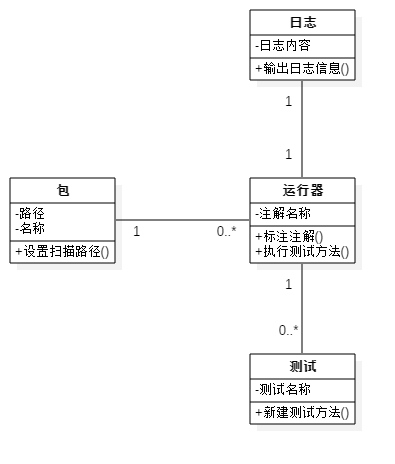 日志
-日志内容
+输出日志信息()
1
1
包
-路径
-名称
+设置扫描路径()
1
0..*
运行器
-注解名称
+标注注解()
+执行测试方法()
1
0..*
测试
-测试名称
+新建测试方法()